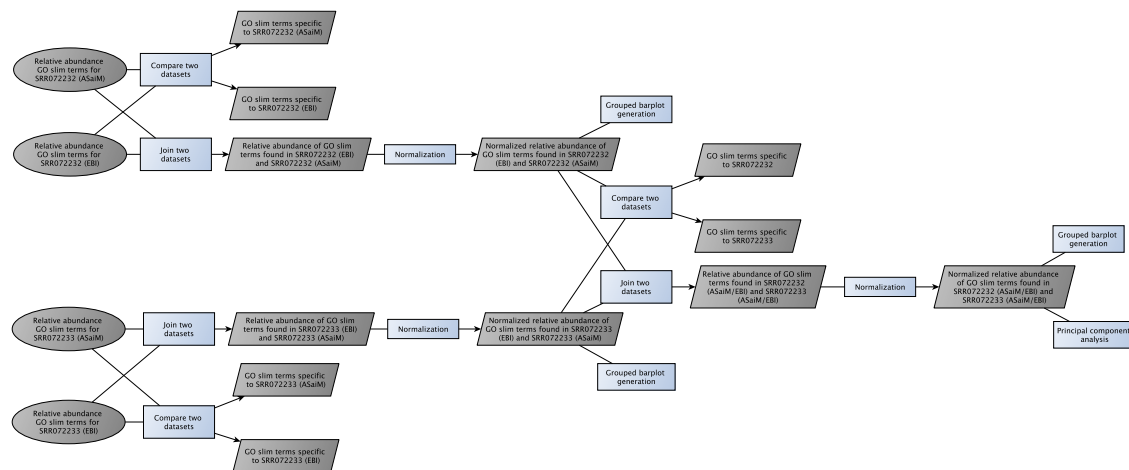 GO slim terms specific
to SRR072232 (ASaiM)
Relative abundance
GO slim terms for
SRR072232 (ASaiM)
Compare two
datasets
GO slim terms specific
to SRR072232 (EBI)
Grouped barplot
generation
Relative abundance
GO slim terms for
SRR072232 (EBI)
Join two
datasets
Relative abundance of GO slim
terms found in SRR072232 (EBI)
and SRR072232 (ASaiM)
Normalization
Normalized relative abundance of
GO slim terms found in SRR072232
(EBI) and SRR072232 (ASaiM)
GO slim terms specific
to SRR072232
Compare two
datasets
GO slim terms specific
to SRR072233
Grouped barplot
generation
Join two
datasets
Relative abundance of GO slim
terms found in SRR072232
(ASaiM/EBI) and SRR072233
(ASaiM/EBI)
Normalization
Normalized relative abundance
of GO slim terms found in
SRR072232 (ASaiM/EBI) and
SRR072233 (ASaiM/EBI)
Relative abundance
GO slim terms for
SRR072233 (ASaiM)
Join two
datasets
Relative abundance of GO slim
terms found in SRR072233 (EBI)
and SRR072233 (ASaiM)
Normalization
Normalized relative abundance of
GO slim terms found in SRR072233
(EBI) and SRR072233 (ASaiM)
Principal component
analysis
Grouped barplot
generation
GO slim terms specific
to SRR072233 (ASaiM)
Relative abundance
GO slim terms for
SRR072233 (EBI)
Compare two
datasets
GO slim terms specific
to SRR072233 (EBI)